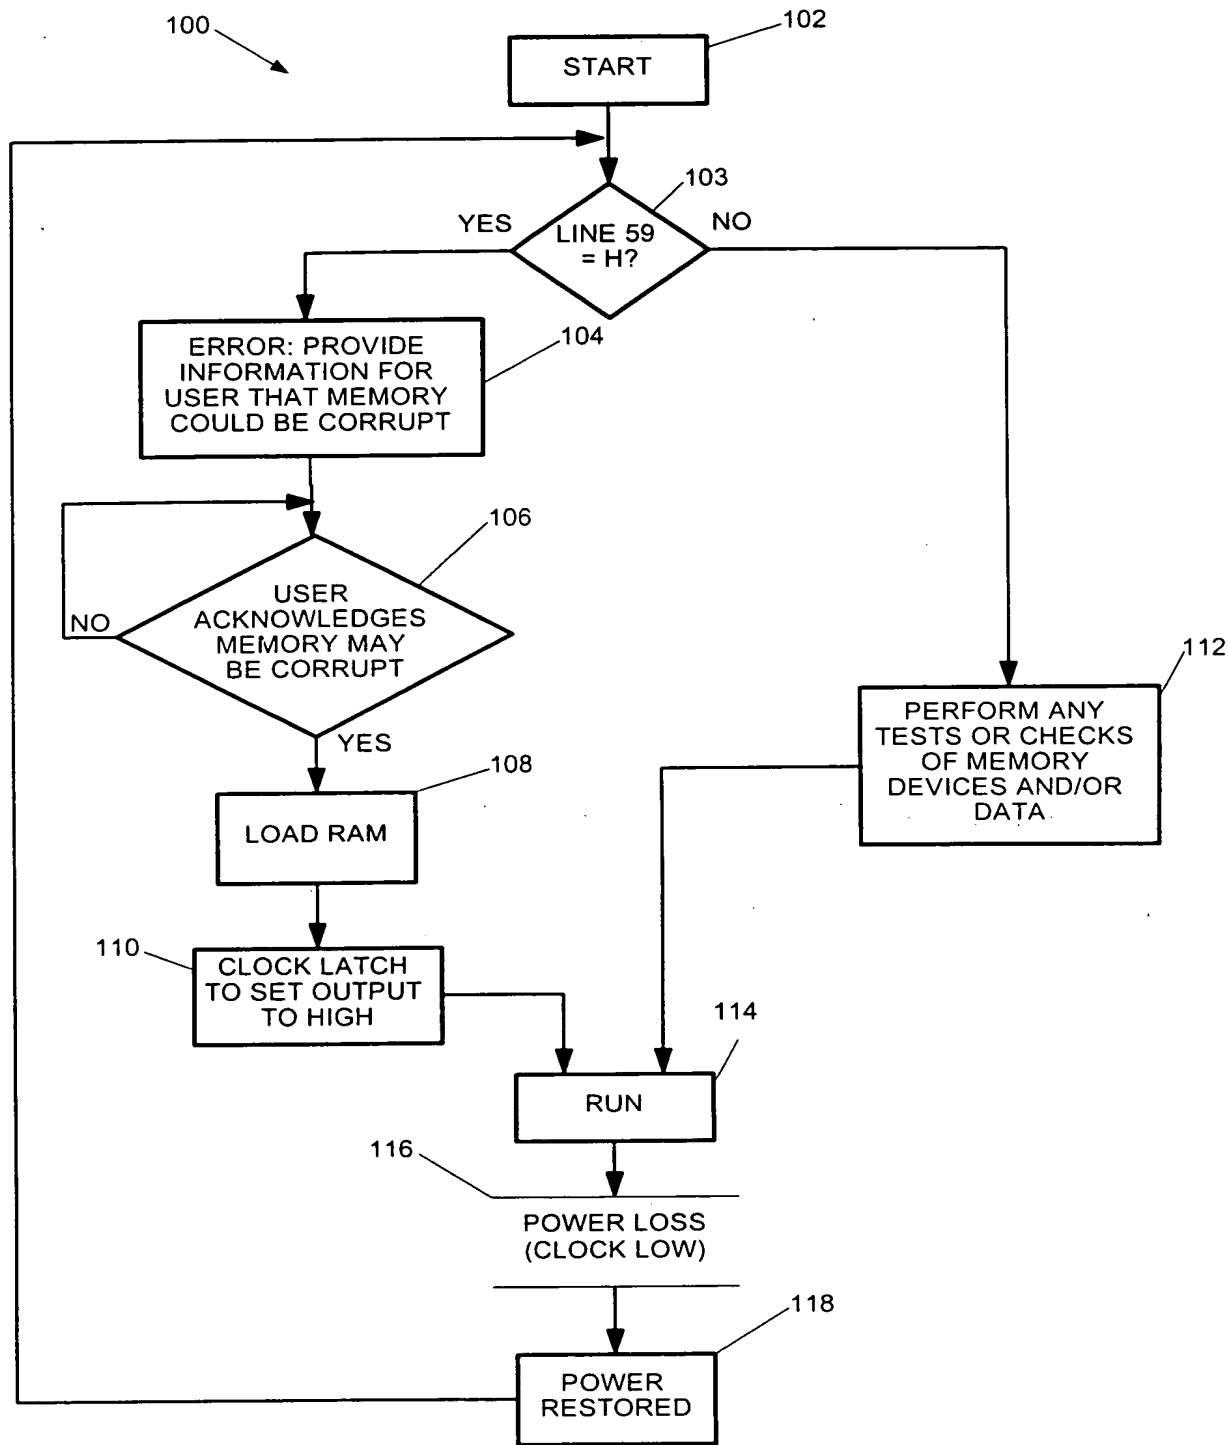 100
102
START
103
YES
NO
LINE 59
= H?
ERROR: PROVIDE
INFORMATION FOR
USER THAT MEMORY
COULD BE CORRUPT
104
106
USER
ACKNOWLEDGES
MEMORY MAY
BE CORRUPT
NO
YES
112
PERFORM ANY
TESTS OR CHECKS
OF MEMORY
DEVICES AND/OR
DATA
108
LOAD RAM
110
CLOCK LATCH
TO SET OUTPUT
TO HIGH
114
RUN
116
POWER LOSS
(CLOCK LOW)
118
POWER
RESTORED